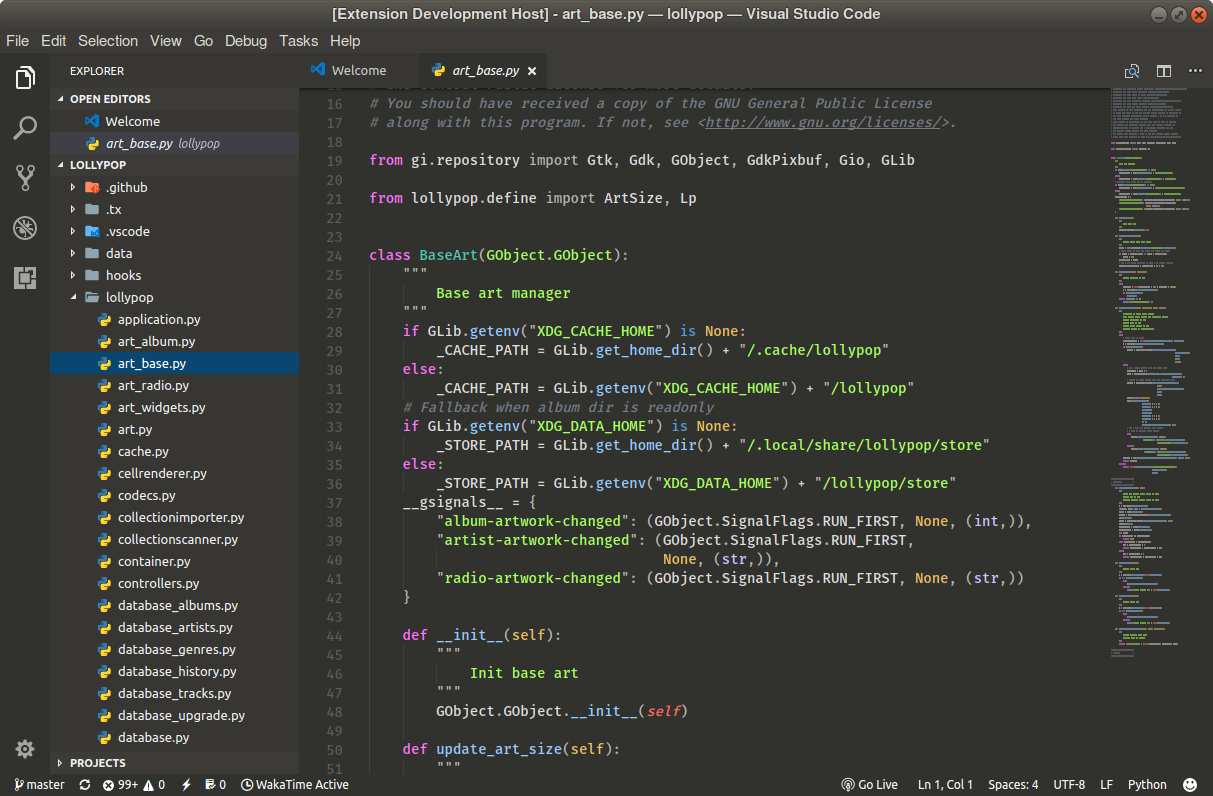 [Extension Development Host] - art_base.py — lollypop — Visual Studio Code
File Edit Selection View Go Debug Tasks Help
EXPLORER
OPEN EDITORS
Welcome
art_base.py lollypop
LOLLYPOP
.github
.tx
.vscode
data
hooks
lollypop
application.py
art_album.py
art_base.py
art_radio.py
art_widgets.py
art.py
cache.py
cellrenderer.py
codecs.py
collectionimporter.py
collectionscanner.py
container.py
controllers.py
database_albums.py
database_artists.py
database_genres.py
database_history.py
database_tracks.py
database_upgrade.py
database.py
PROJECTS
Welcome art_base.py
16 # You should have received a copy of the GNU General Public License
17 # along with this program. If not, see <http://www.gnu.org/licenses/>.
18
19 from gi.repository import Gtk, Gdk, GObject, GdkPixbuf, Gio, GLib
20
21 from lollypop.define import ArtSize, Lp
22
23
24 class BaseArt(GObject.GObject):
25     """
26         Base art manager
27     """
28     if GLib.getenv("XDG_CACHE_HOME") is None:
29         _CACHE_PATH = GLib.get_home_dir() + "/.cache/lollypop"
30     else:
31         _CACHE_PATH = GLib.getenv("XDG_CACHE_HOME") + "/lollypop"
32     # Fallback when album dir is readonly
33     if GLib.getenv("XDG_DATA_HOME") is None:
34         _STORE_PATH = GLib.get_home_dir() + "/.local/share/lollypop/store"
35     else:
36         _STORE_PATH = GLib.getenv("XDG_DATA_HOME") + "/lollypop/store"
37     __gsignals__ = {
38         "album-artwork-changed": (GObject.SignalFlags.RUN_FIRST, None, (int,)),
39         "artist-artwork-changed": (GObject.SignalFlags.RUN_FIRST,
40                                    None, (str,)),
41         "radio-artwork-changed": (GObject.SignalFlags.RUN_FIRST, None, (str,))
42     }
43
44     def __init__(self):
45         """
46             Init base art
47         """
48         GObject.GObject.__init__(self)
49
50     def update_art_size(self):
51         """
master 99+ 0 0 WakaTime Active Go Live Ln 1, Col 1 Spaces: 4 UTF-8 LF Python